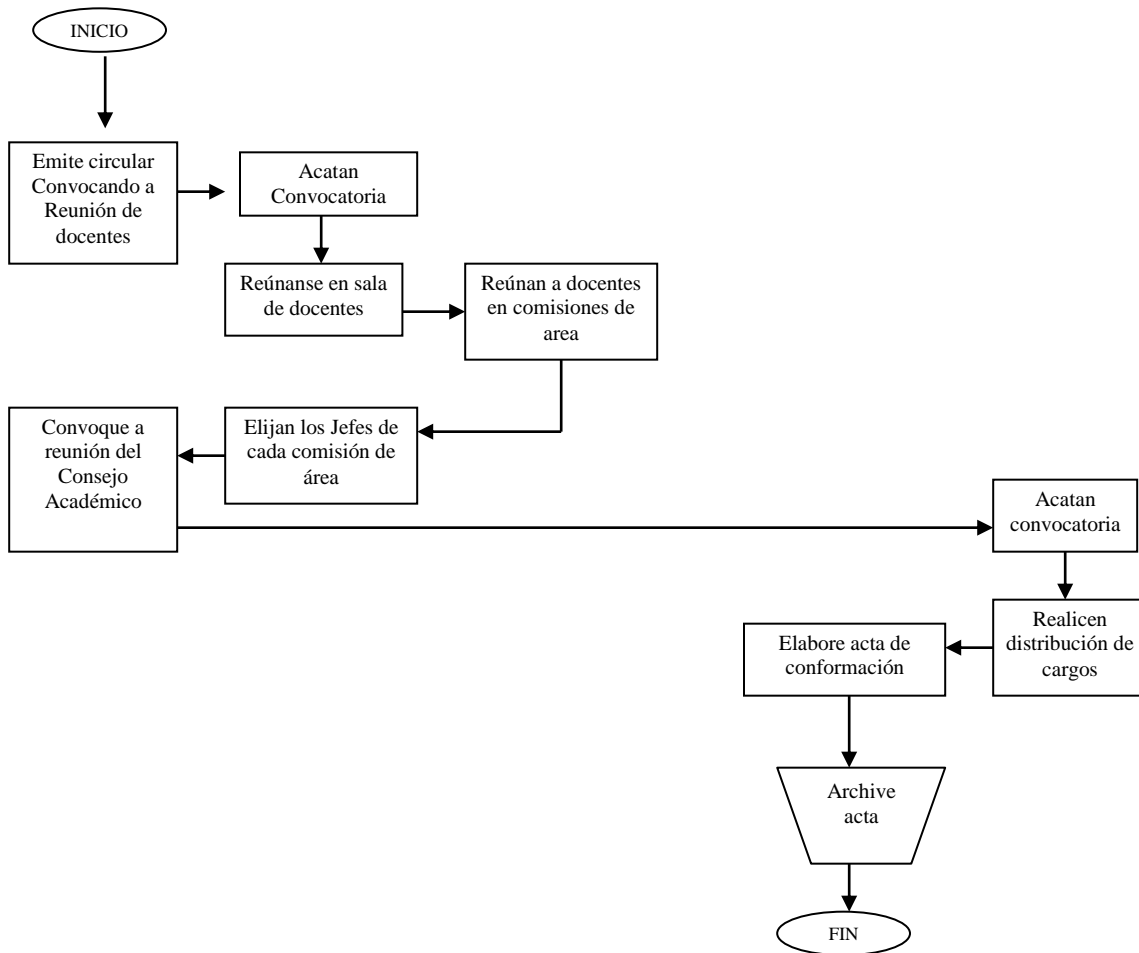 INICIO
Emite circular
Convocando a
Reunión de
docentes
Acatan
Convocatoria
Reúnanse en sala
de docentes
Reúnan a docentes
en comisiones de
area
Elijan los Jefes de
cada comisión de
área
Convoque a
reunión del
Consejo
Académico
Acatan
convocatoria
Realicen
distribución de
cargos
Elabore acta de
conformación
Archive
acta
FIN